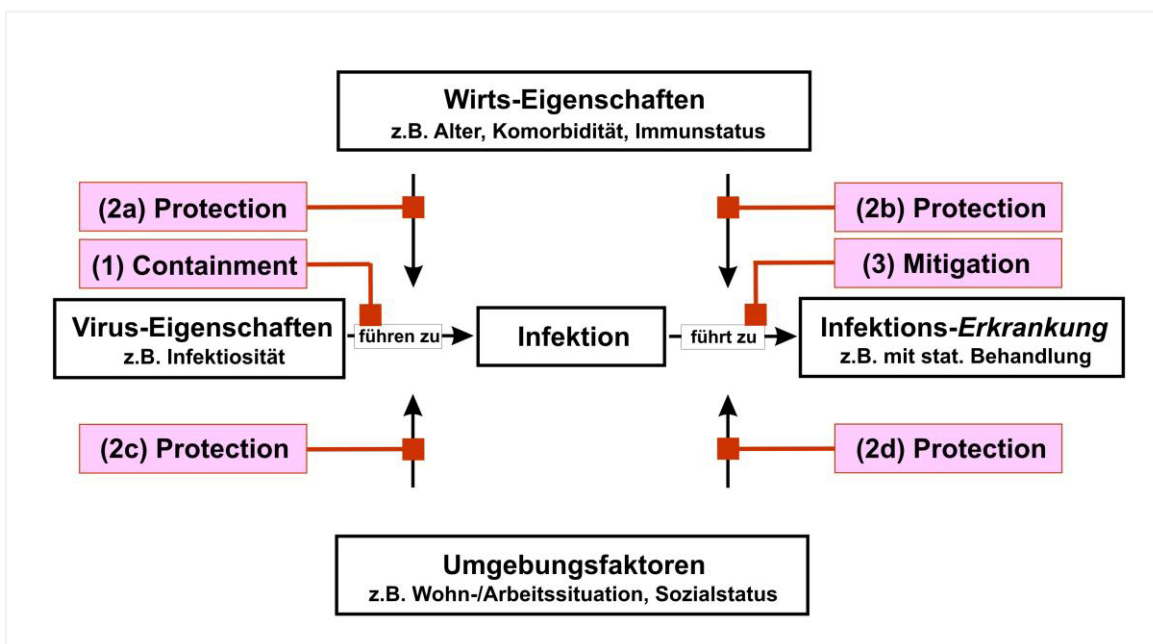 Wirts-Eigenschaften
z.B. Alter, Komorbidität, Immunstatus
(2a) Protection
(2b) Protection
(1) Containment
(3) Mitigation
Virus-Eigenschaften
z.B. Infektiosität
führen zu
Infektion
führt zu
Infektions-Erkrankung
z.B. mit stat. Behandlung
(2c) Protection
(2d) Protection
Umgebungsfaktoren
z.B. Wohn-/Arbeitssituation, Sozialstatus